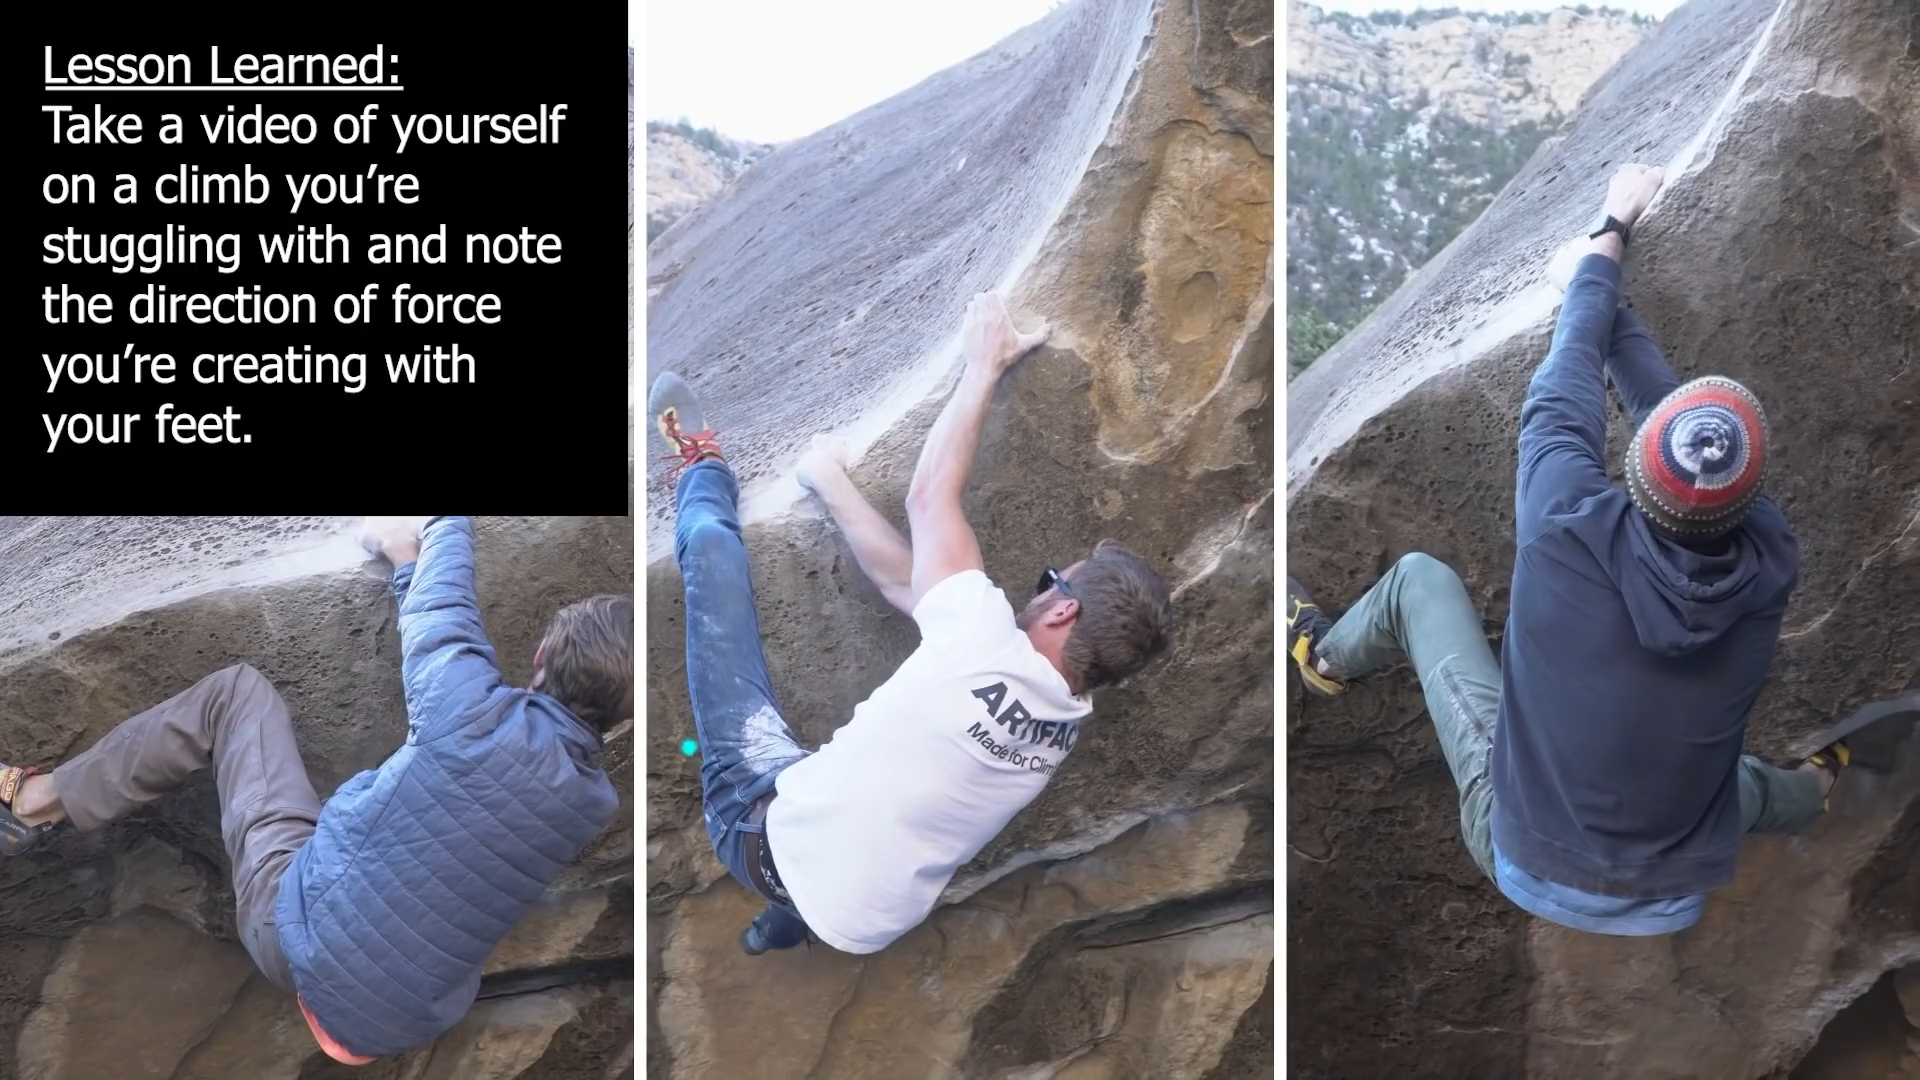 Lesson Learned:
Take a video of yourself
on a climb you’re
stuggling with and note
the direction of force
you’re creating with
your feet.
ARTIFAC
Made for Clim